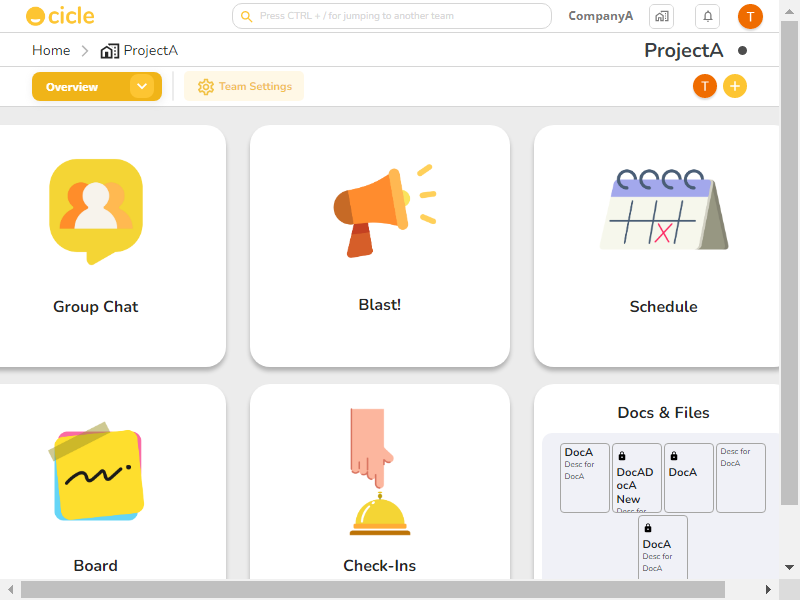 cicle
Press CTRL + / for jumping to another team
CompanyA
T
Home
ProjectA
ProjectA
Overview
Team Settings
T
Group Chat
Blast!
Schedule
Board
Check-Ins
Docs & Files
DocA
Desc for
DocA
DocAD
ocA
New
Desc for
DocA
Desc for
DocA
DocA
Desc for
DocA